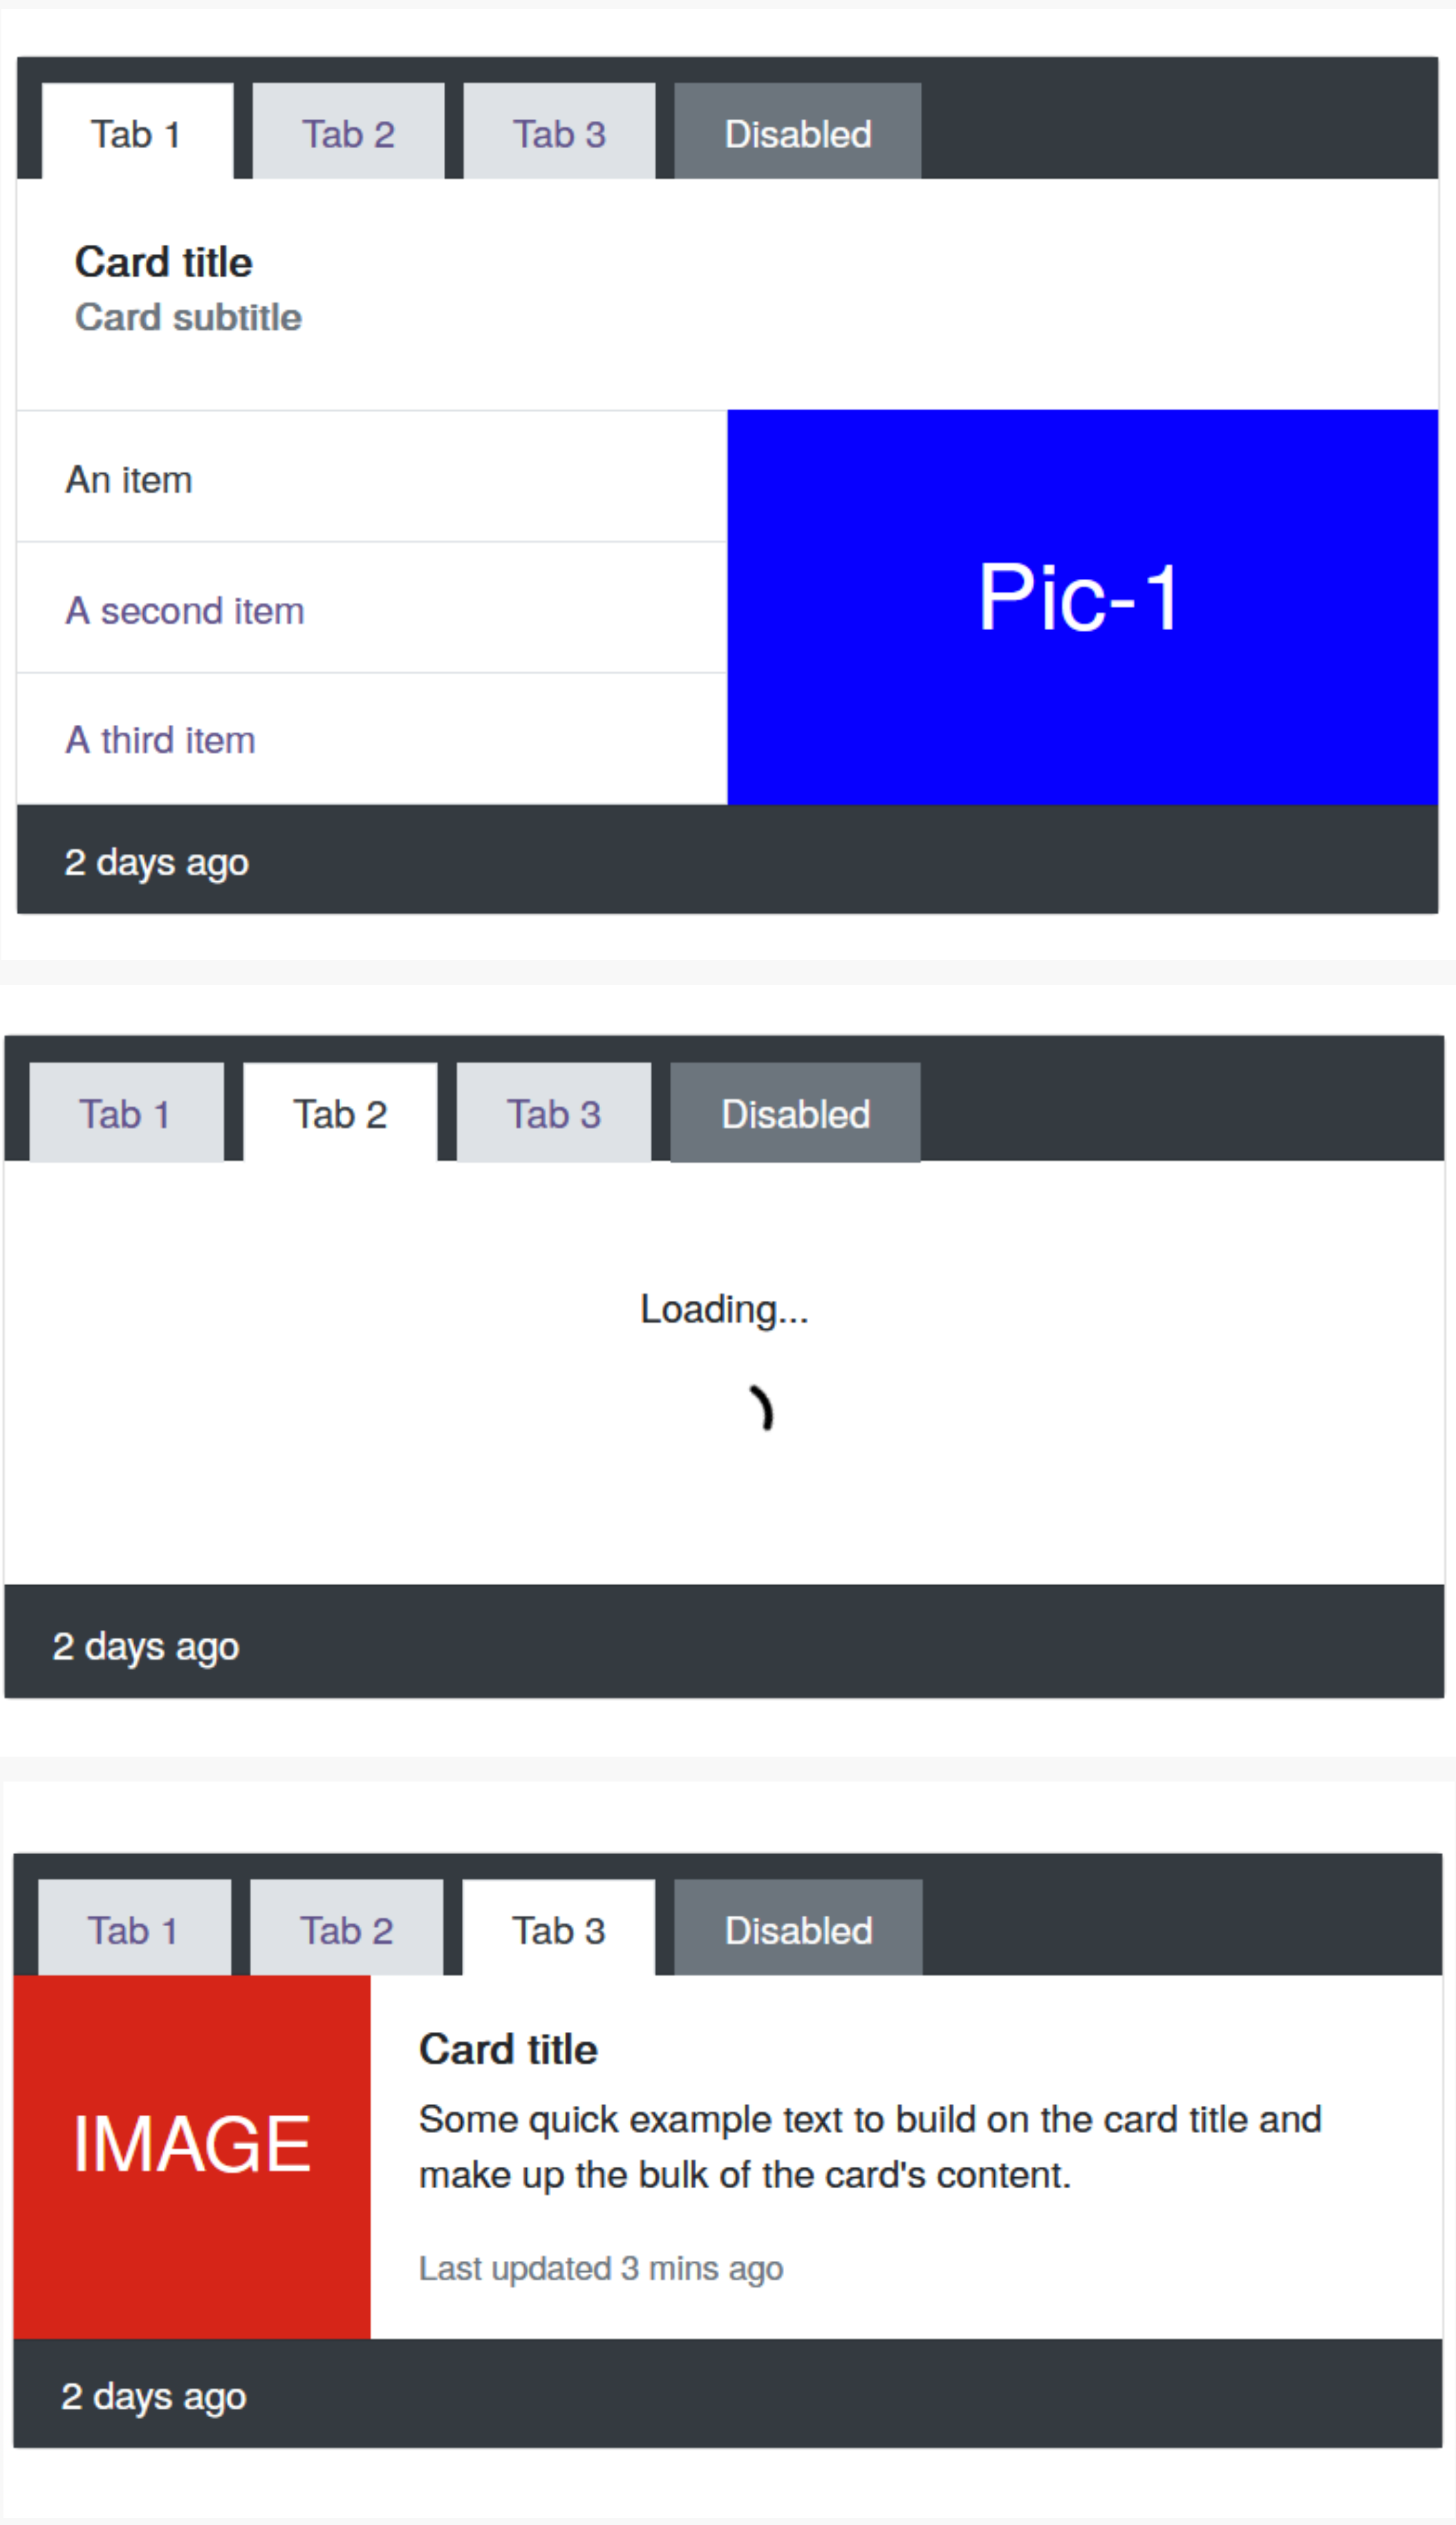 Tab 1 Tab 2 Tab 3 Disabled
Card title
Card subtitle
An item
A second item
A third item
Pic-1
2 days ago
Tab 1 Tab 2 Tab 3 Disabled
Loading...
2 days ago
Tab 1 Tab 2 Tab 3 Disabled
IMAGE
Card title
Some quick example text to build on the card title and
make up the bulk of the card's content.
Last updated 3 mins ago
2 days ago